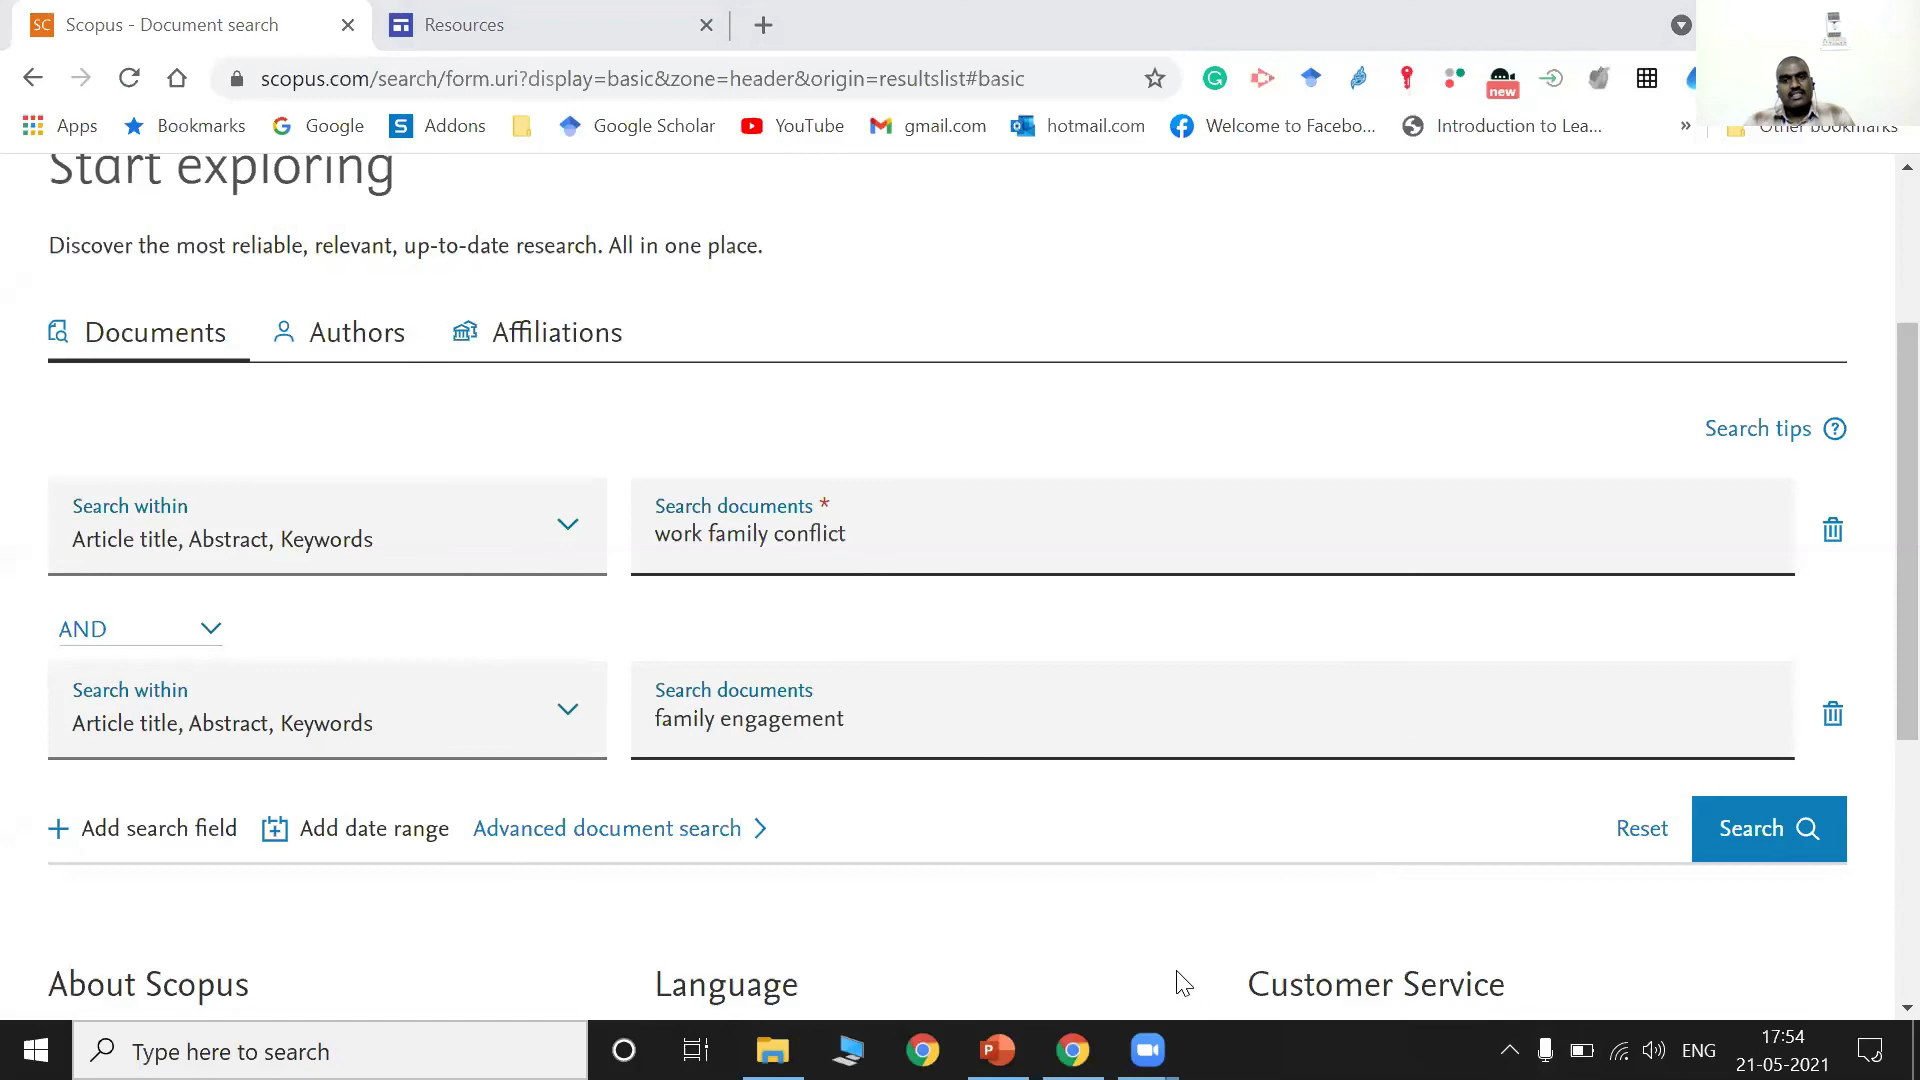 SC Scopus - Document search
Resources
scopus.com/search/form.uri?display=basic&zone=header&origin=resultslist#basic
new
Apps Bookmarks Google S Addons Google Scholar YouTube gmail.com hotmail.com Welcome to Facebo... Introduction to Lea... » Other bookmarks
Start exploring
Discover the most reliable, relevant, up-to-date research. All in one place.
Documents Authors Affiliations
Search tips ?
Search within
Article title, Abstract, Keywords
Search documents *
work family conflict
AND
Search within
Article title, Abstract, Keywords
Search documents
family engagement
Add search field Add date range Advanced document search
Reset Search
About Scopus Language Customer Service
Type here to search
ENG
17:54
21-05-2021